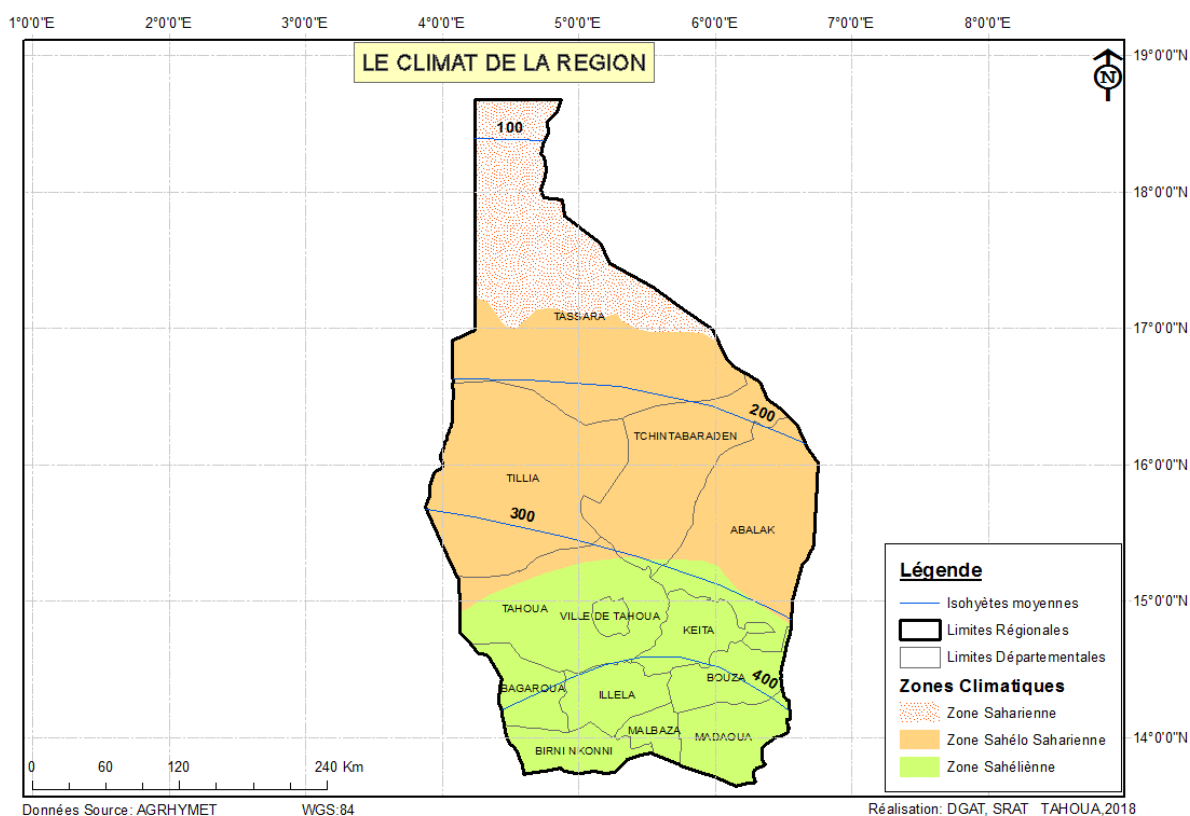 1°0'0"E 2°0'0"E 3°0'0"E 4°0'0"E 5°0'0"E 6°0'0"E 7°0'0"E 8°0'0"E
LE CLIMAT DE LA REGION
N
19°0'0"N
100
18°0'0"N
TASSARA
17°0'0"N
200
TCHINTABARADEN
16°0'0"N
TILLIA
300
ABALAK
15°0'0"N
TAHOUA
VILLE DE TAHOUA
KEITA
BOUZA
400
BAGAROUA
ILLELA
MALBAZA
MADAOUA
14°0'0"N
BIRNI NKONNI
Légende
Isohyètes moyennes
Limites Régionales
Limites Départementales
Zones Climatiques
Zone Saharienne
Zone Sahélo Saharienne
Zone Saheliènne
0 60 120 240 Km
Données Source: AGRHYMET WGS:84
Réalisation: DGAT, SRAT TAHOUA,2018